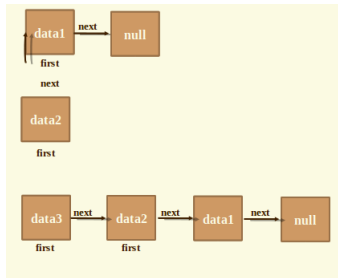 data1 next null
first
next
data2
first
data3 next data2 next data1 next null
first first